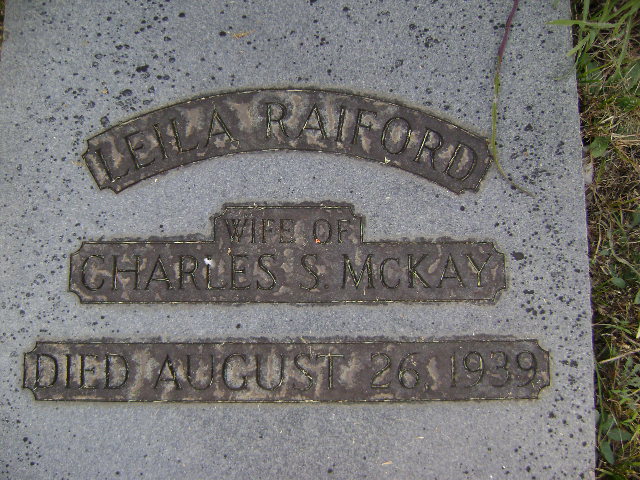 LEILA RAIFORD
WIFE OF
CHARLES S. MCKAY
DIED AUGUST 26, 1939